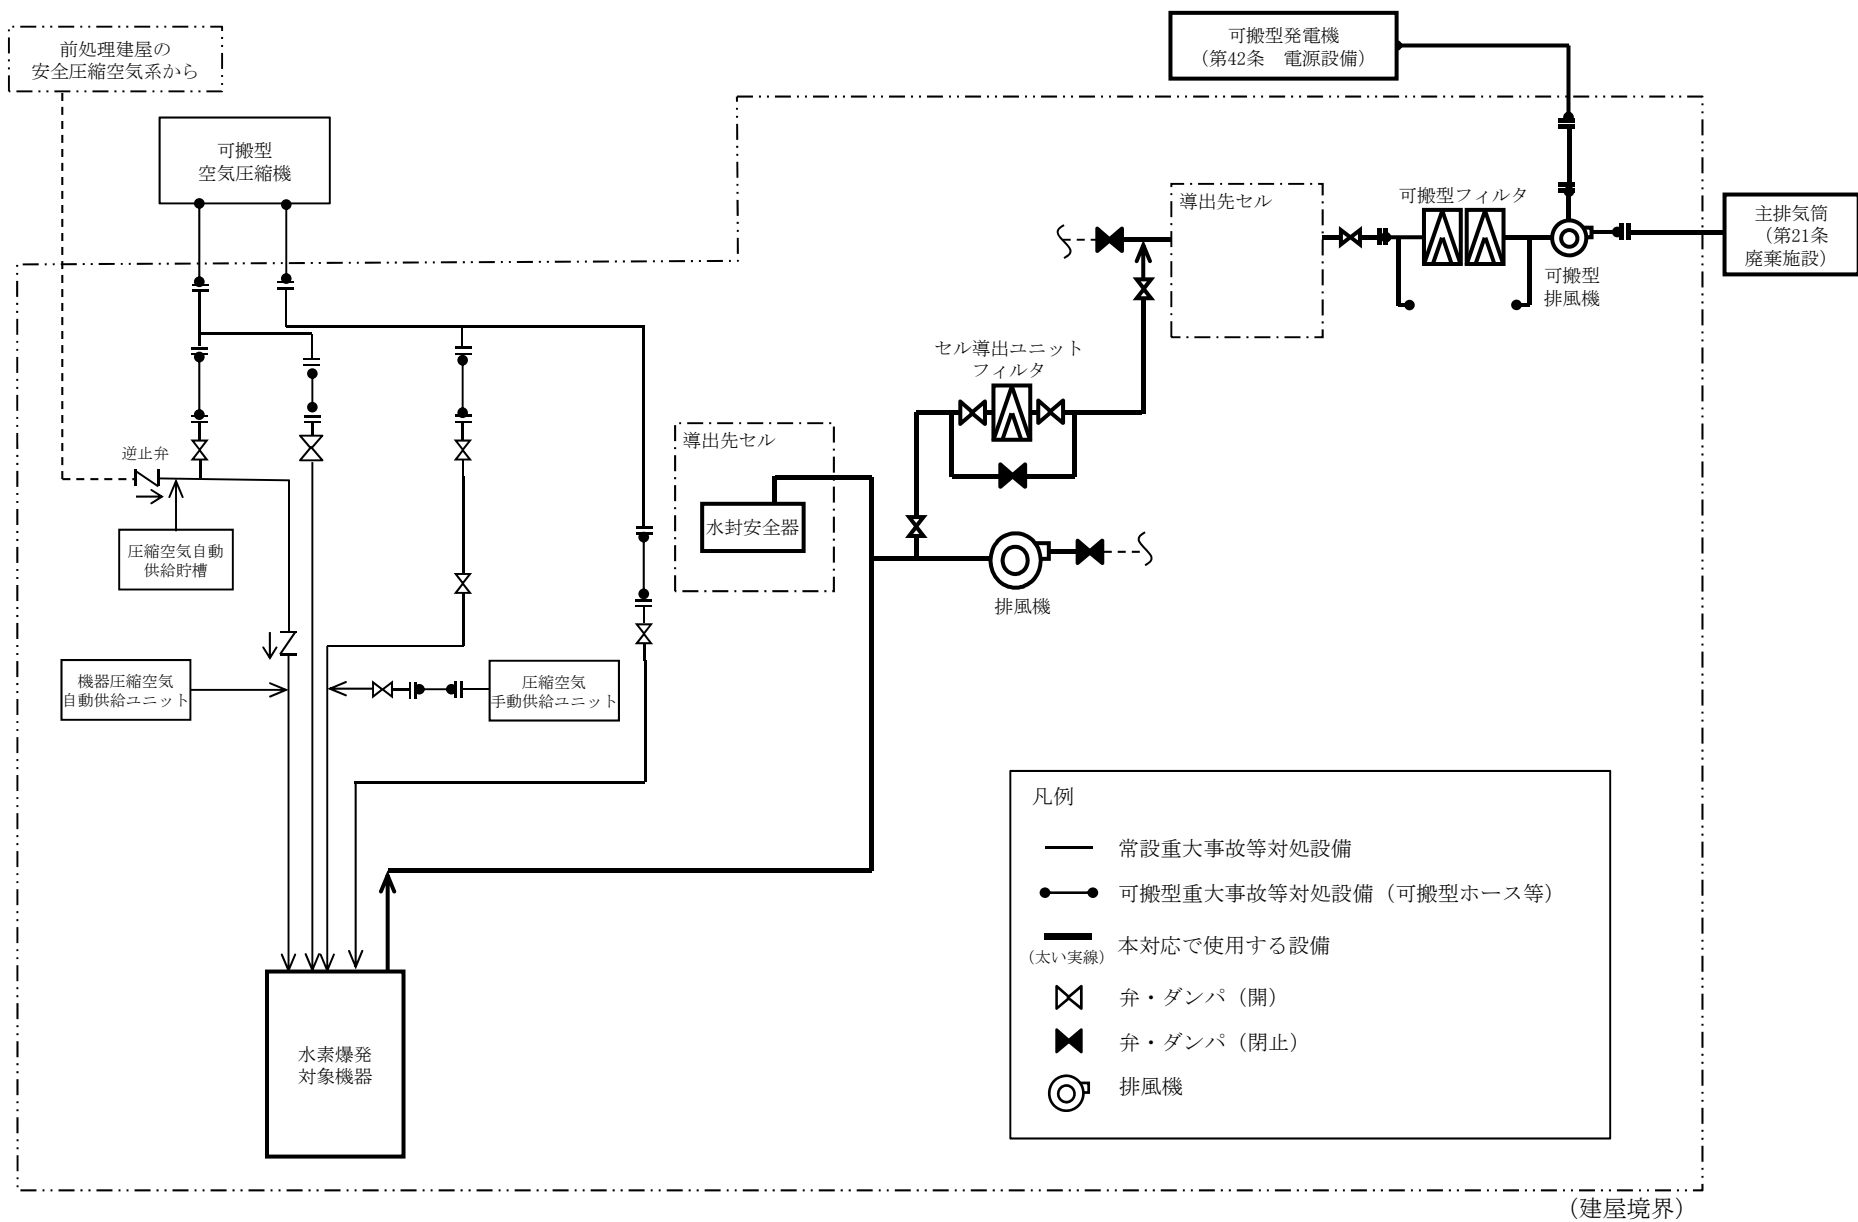 前処理建屋の
安全圧縮空気系から
可搬型
空気圧縮機
可搬型発電機
（第42条　電源設備）
導出先セル
可搬型フィルタ
主排気筒
（第21条
廃棄施設）
可搬型
排風機
セル導出ユニット
フィルタ
導出先セル
水封安全器
逆止弁
圧縮空気自動
供給貯槽
排風機
機器圧縮空気
自動供給ユニット
圧縮空気
手動供給ユニット
凡例
常設重大事故等対処設備
可搬型重大事故等対処設備（可搬型ホース等）
本対応で使用する設備
（太い実線）
弁・ダンパ（開）
弁・ダンパ（閉止）
排風機
水素爆発
対象機器
（建屋境界）